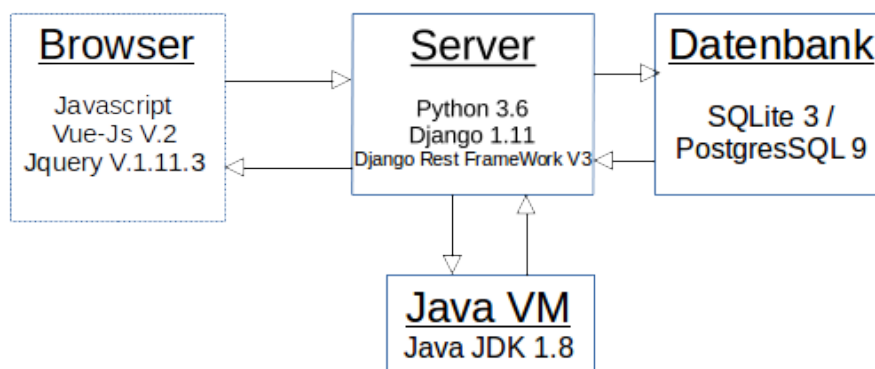 Browser
Javascript
Vue-Js V.2
Jquery V.1.11.3
Server
Python 3.6
Django 1.11
Django Rest FrameWork V3
Datenbank
SQLite 3 /
PostgresSQL 9
Java VM
Java JDK 1.8